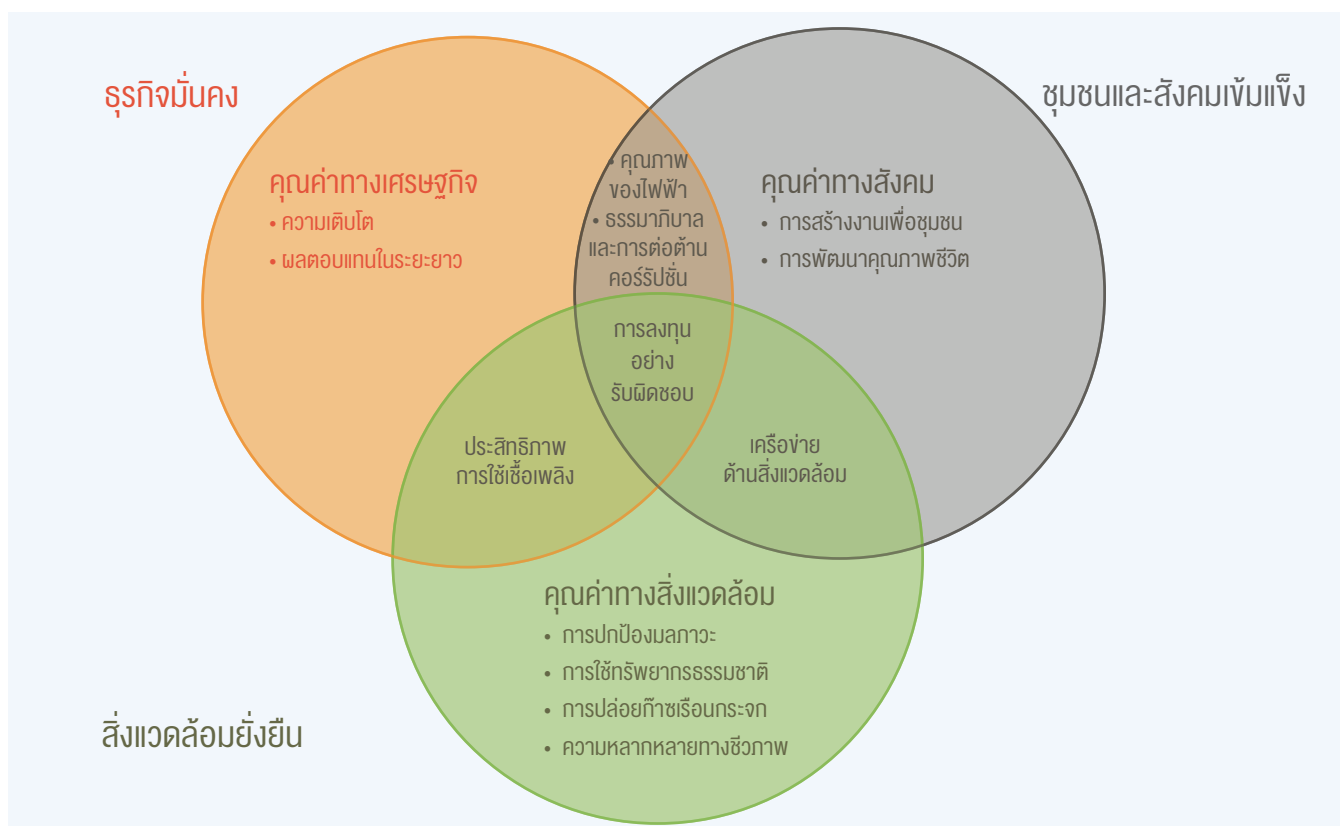 ธุรกิจมั่นคง
ชุมชนและสังคมเข้มแข็ง
คุณค่าทางเศรษฐกิจ
• ความเติบโต
• ผลตอบแทนในระยะยาว
• คุณภาพ
ของไฟฟ้า
• ธรรมาภิบาล
และการต่อต้าน
คอร์รัปชั่น
คุณค่าทางสังคม
• การสร้างงานเพื่อชุมชน
• การพัฒนาคุณภาพชีวิต
การลงทุน
อย่าง
รับผิดชอบ
ประสิทธิภาพ
การใช้เชื้อเพลิง
เครือข่าย
ด้านสิ่งแวดล้อม
คุณค่าทางสิ่งแวดล้อม
• การปกป้องมลภาวะ
• การใช้ทรัพยากรธรรมชาติ
• การปล่อยก๊าซเรือนกระจก
• ความหลากหลายทางชีวภาพ
สิ่งแวดล้อมยั่งยืน